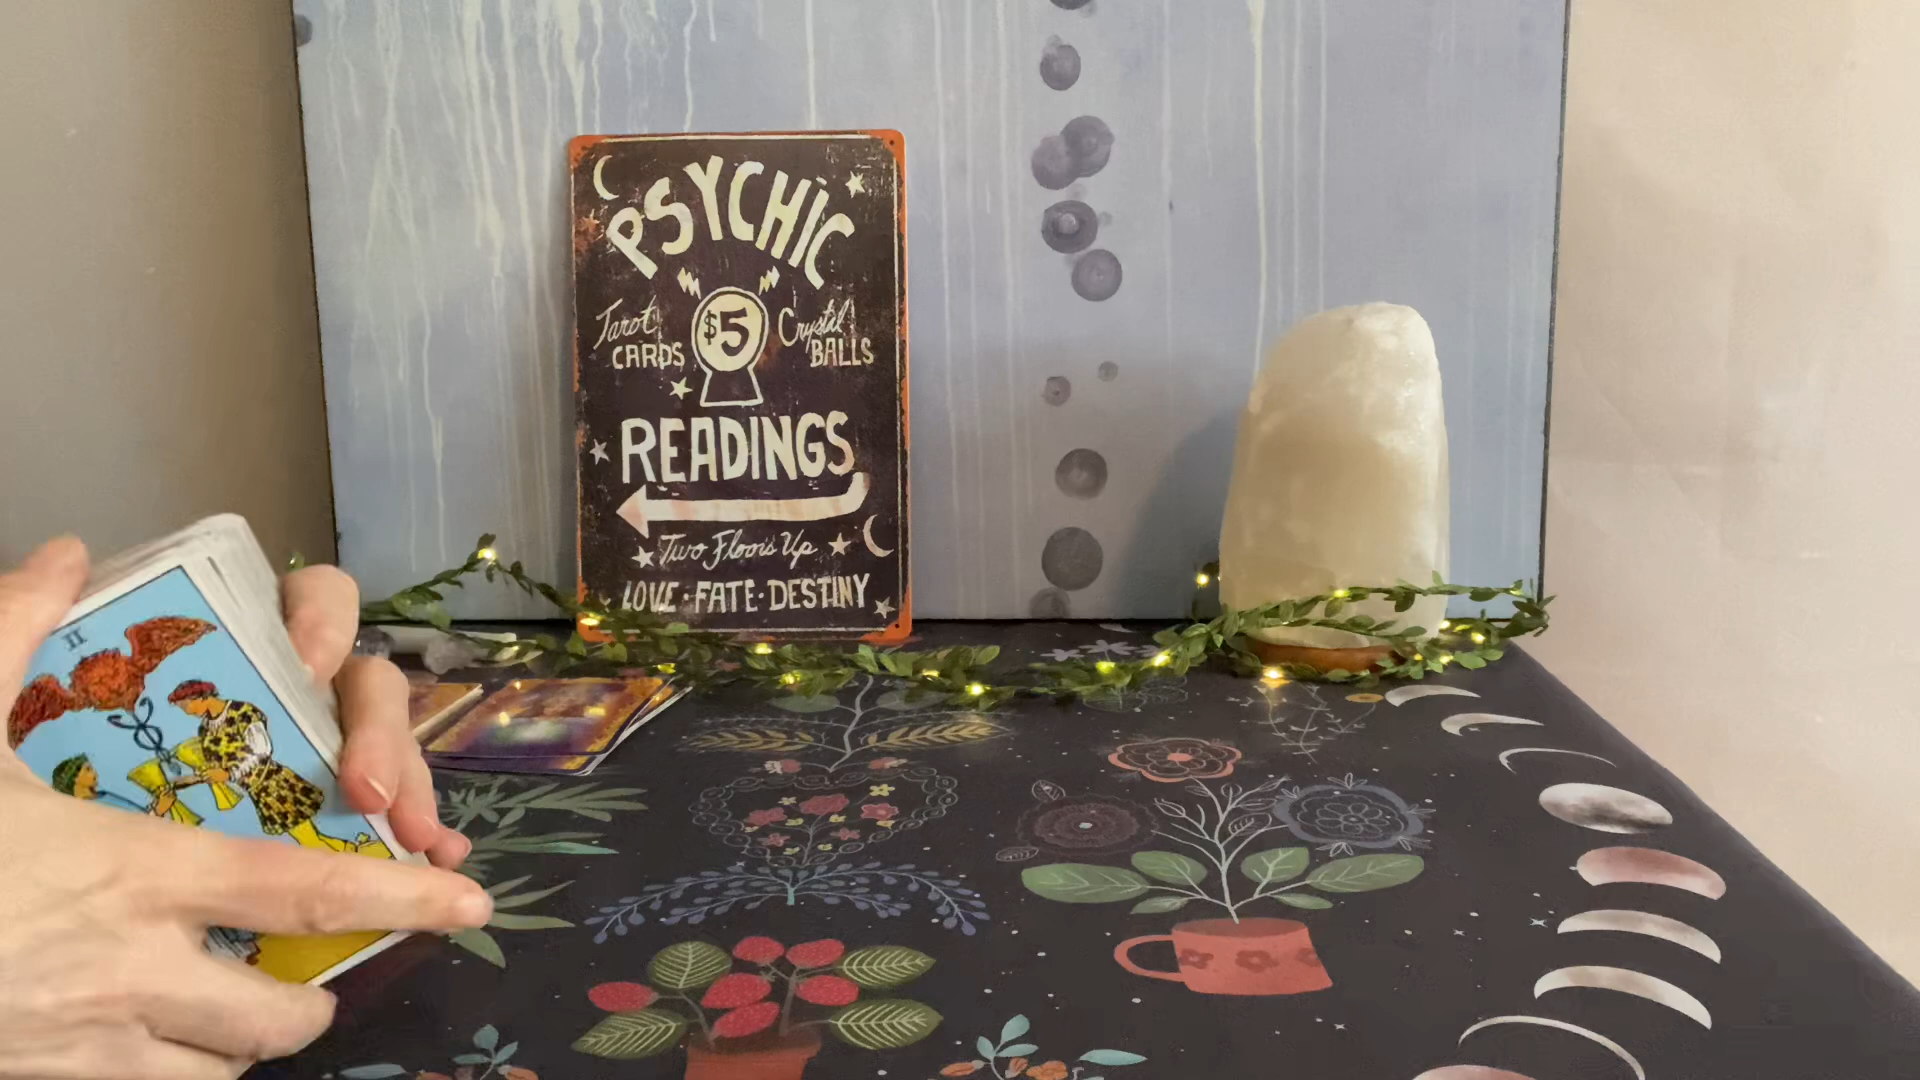 PSYCHIC
Tarot $5 Crystal
CARDS BALLS
READINGS
Two Floors Up
LOVE · FATE · DESTINY
II